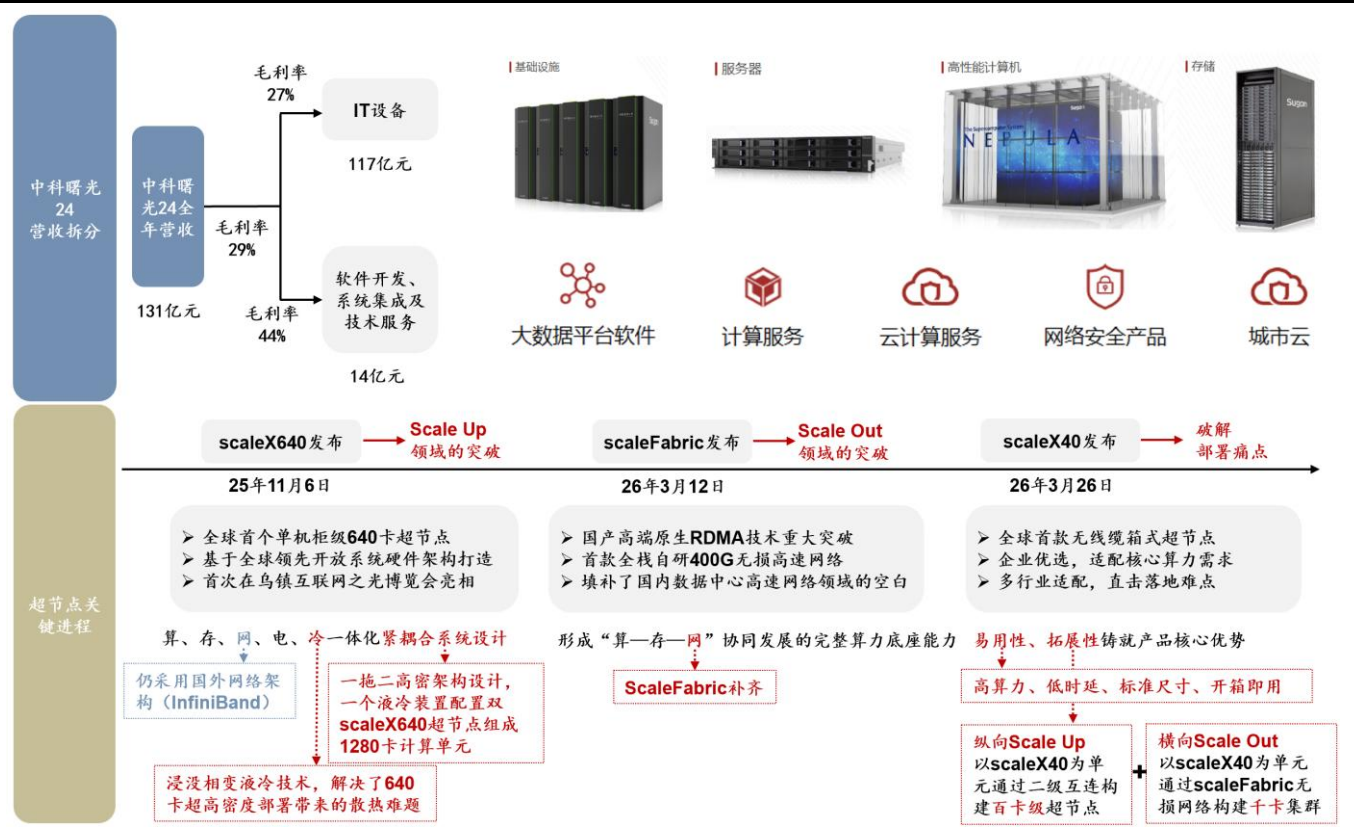 中科曙光
24
营收拆分
中科曙
光24全
年营收
131亿元
毛利率
27%
毛利率
29%
毛利率
44%
IT设备
117亿元
软件开发、
系统集成及
技术服务
14亿元
基础设施
服务器
高性能计算机
存储
Sugon
The Supercomputer System
NEBULA
Sugon
Sugon
大数据平台软件
计算服务
云计算服务
网络安全产品
城市云
超节点关
键进程
scaleX640发布
Scale Up
领域的突破
scaleFabric发布
Scale Out
领域的突破
scaleX40发布
破解
部署痛点
25年11月6日
26年3月12日
26年3月26日
➢ 全球首个单机柜级640卡超节点
➢ 基于全球领先开放系统硬件架构打造
➢ 首次在乌镇互联网之光博览会亮相
➢ 国产高端原生RDMA技术重大突破
➢ 首款全栈自研400G无损高速网络
➢ 填补了国内数据中心高速网络领域的空白
➢ 全球首款无线缆箱式超节点
➢ 企业优选，适配核心算力需求
➢ 多行业适配，直击落地难点
算、存、网、电、冷一体化紧耦合系统设计
仍采用国外网络架
构（InfiniBand）
一拖二高密架构设计，
一个液冷装置配置双
scaleX640超节点组成
1280卡计算单元
浸没相变液冷技术，解决了640
卡超高密度部署带来的散热难题
形成“算—存—网”协同发展的完整算力底座能力
ScaleFabric补齐
易用性、拓展性铸就产品核心优势
高算力、低时延、标准尺寸、开箱即用
纵向Scale Up
以scaleX40为单
元通过二级互连构
建百卡级超节点
+
横向Scale Out
以scaleX40为单元
通过scaleFabric无
损网络构建千卡集群